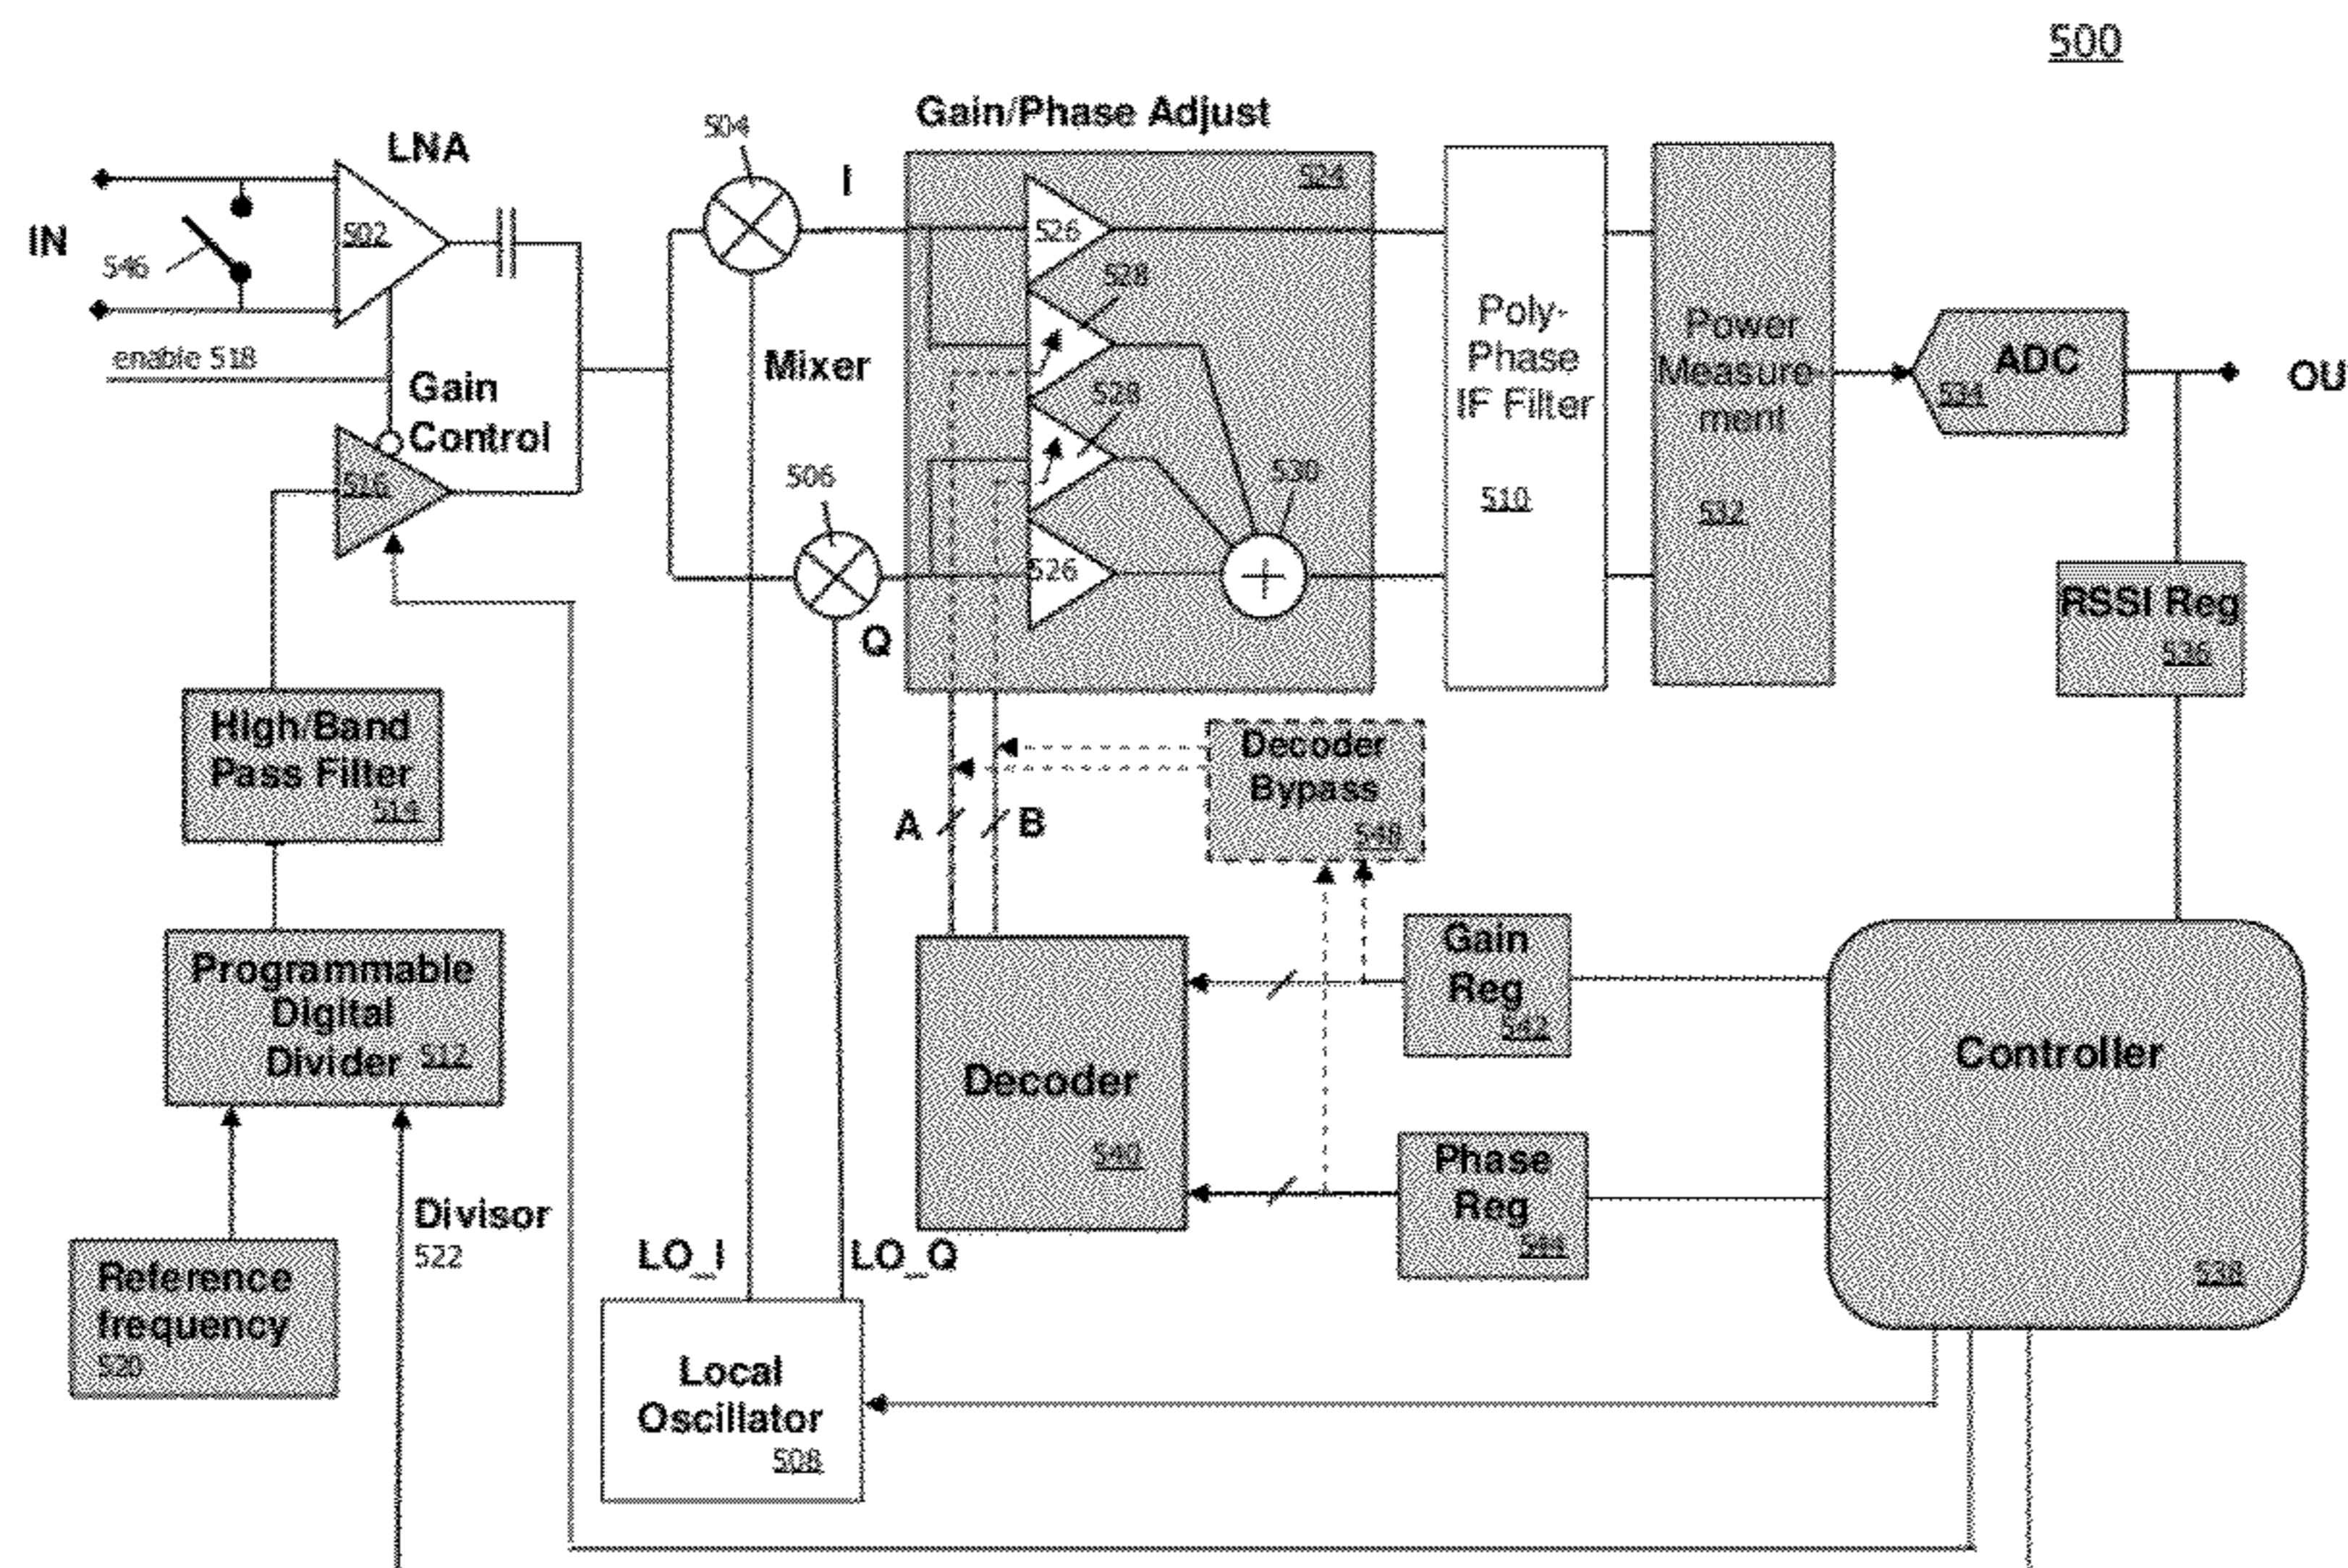 500
Gain/Phase Adjust
LNA
504
I
524
IN
502
546
526
528
enable 518
Mixer
Gain
Control
528
516
506
530
526
Q
Poly-
Phase
IF Filter
510
Power
Measure-
ment
532
ADC
534
OU
RSSI Reg
536
High/Band
Pass Filter
514
Decoder
Bypass
548
A
B
Programmable
Digital
Divider 512
Decoder
540
Gain
Reg
542
Controller
538
Phase
Reg
544
Divisor
522
LO_I
LO_Q
Reference
frequency
520
Local
Oscillator
508